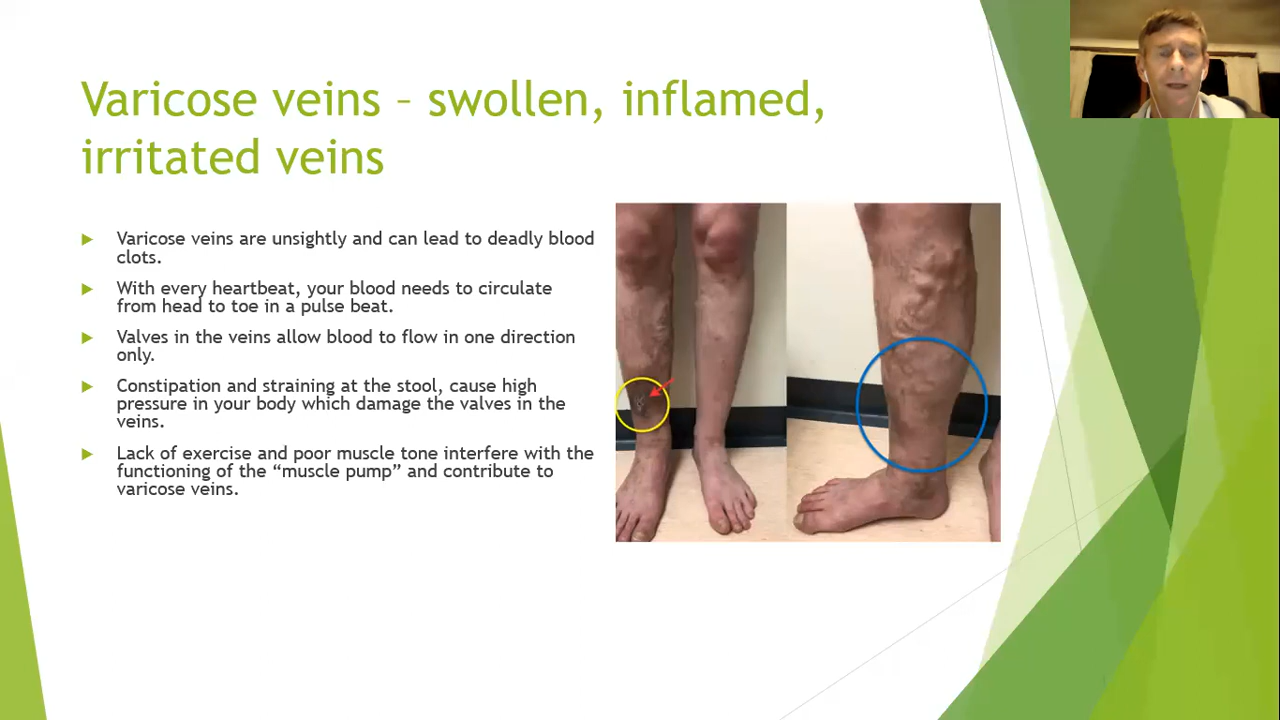 Varicose veins – swollen, inflamed,
irritated veins
Varicose veins are unsightly and can lead to deadly blood
clots.
With every heartbeat, your blood needs to circulate
from head to toe in a pulse beat.
Valves in the veins allow blood to flow in one direction
only.
Constipation and straining at the stool, cause high
pressure in your body which damage the valves in the
veins.
Lack of exercise and poor muscle tone interfere with the
functioning of the “muscle pump” and contribute to
varicose veins.